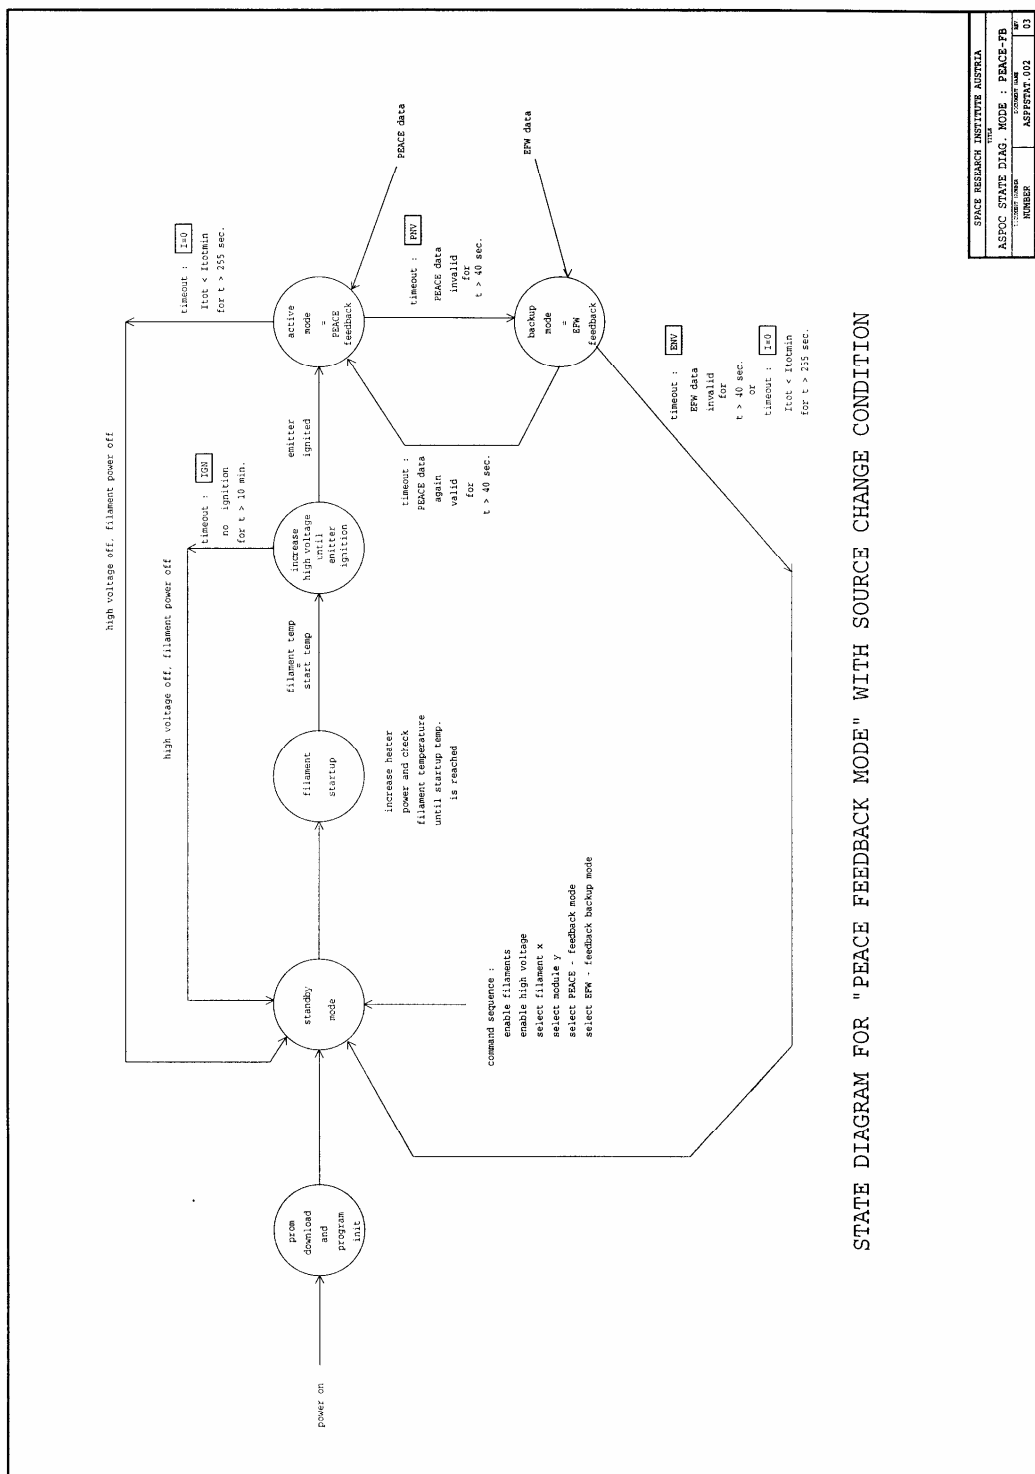 power on
prom
download
and
program
init
standby
mode
command sequence :
enable filaments
enable high voltage
select filament x
select module y
select PEACE - feedback mode
select EFW - feedback backup mode
filament
startup
increase heater
power and check
filament temperature
until startup temp.
is reached
filament temp
=
start temp
increase
high voltage
until
emitter
ignition
timeout : IGN
no ignition
for t > 10 min.
high voltage off, filament power off
emitter
ignited
active
mode
=
PEACE
feedback
timeout : I=0
Itot < Itotmin
for t > 255 sec.
high voltage off, filament power off
PEACE data
timeout : PNV
PEACE data
invalid
for
t > 40 sec.
timeout :
PEACE data
again
valid
for
t > 40 sec.
backup
mode
=
EFW
feedback
EFW data
timeout : ENV
EFW data
invalid
for
t > 40 sec.
or
timeout : I=0
Itot < Itotmin
for t > 255 sec.
STATE DIAGRAM FOR "PEACE FEEDBACK MODE" WITH SOURCE CHANGE CONDITION
SPACE RESEARCH INSTITUTE AUSTRIA
TITLE
ASPOC STATE DIAG. MODE : PEACE-FB
DOCUMENT NUMBER
NUMBER
DOCUMENT NAME
ASPPSTAT.002
REV
03